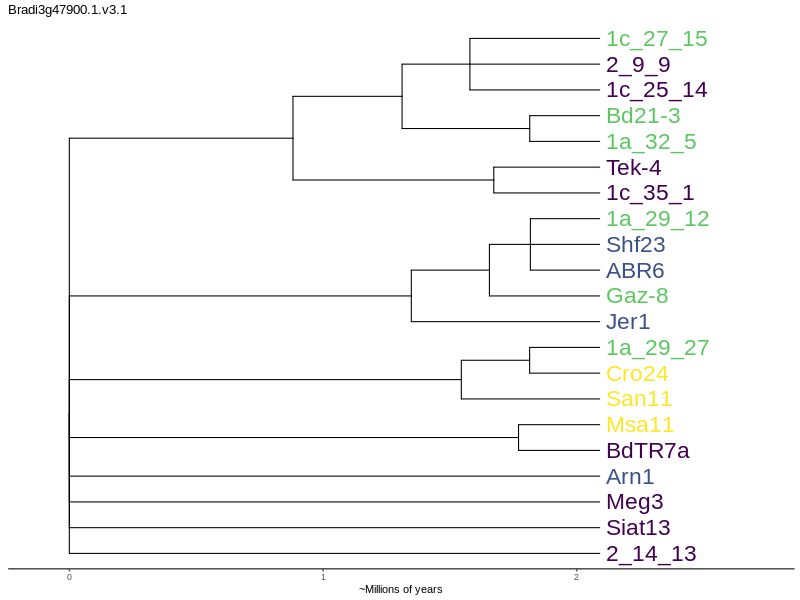 Bradi3g47900.1.v3.1
1c_27_15
2_9_9
1c_25_14
Bd21-3
1a_32_5
Tek-4
1c_35_1
1a_29_12
Shf23
ABR6
Gaz-8
Jer1
1a_29_27
Cro24
San11
Msa11
BdTR7a
Arn1
Meg3
Siat13
2_14_13
0 1 2
~Millions of years